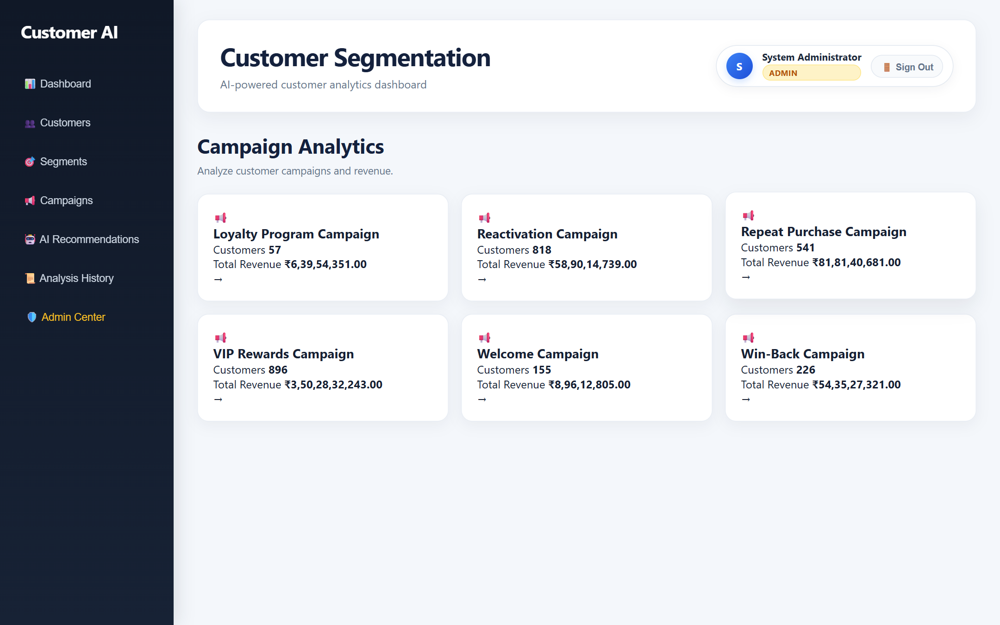 Customer AI
Dashboard
Customers
Segments
Campaigns
AI Recommendations
Analysis History
Admin Center
Customer Segmentation
AI-powered customer analytics dashboard
S
System Administrator
ADMIN
Sign Out
Campaign Analytics
Analyze customer campaigns and revenue.
Loyalty Program Campaign
Customers 57
Total Revenue ₹6,39,54,351.00
→
Reactivation Campaign
Customers 818
Total Revenue ₹58,90,14,739.00
→
Repeat Purchase Campaign
Customers 541
Total Revenue ₹81,81,40,681.00
→
VIP Rewards Campaign
Customers 896
Total Revenue ₹3,50,28,32,243.00
→
Welcome Campaign
Customers 155
Total Revenue ₹8,96,12,805.00
→
Win-Back Campaign
Customers 226
Total Revenue ₹54,35,27,321.00
→